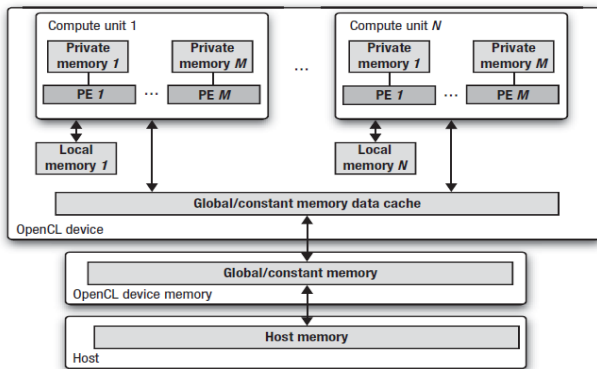 Compute unit 1
Compute unit N
Private
memory 1
Private
memory M
...
Private
memory 1
Private
memory M
PE 1
...
PE M
PE 1
...
PE M
Local
memory 1
Local
memory N
Global/constant memory data cache
OpenCL device
Global/constant memory
OpenCL device memory
Host memory
Host